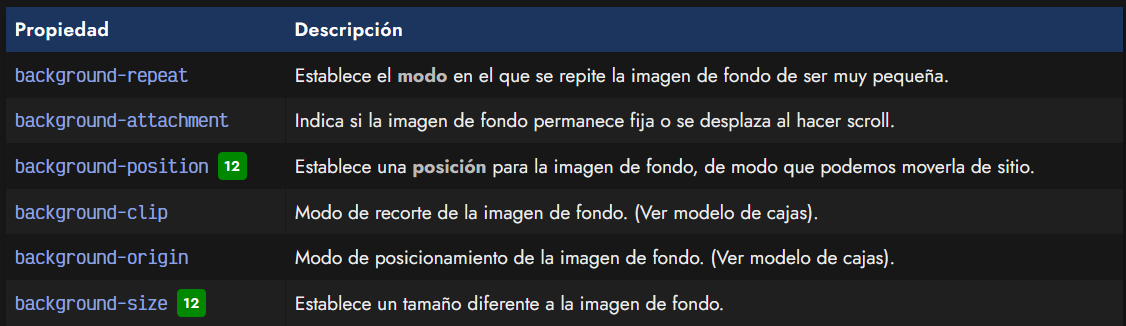 Propiedad Descripción
background-repeat Establece el modo en el que se repite la imagen de fondo de ser muy pequeña.
background-attachment Indica si la imagen de fondo permanece fija o se desplaza al hacer scroll.
background-position 12 Establece una posición para la imagen de fondo, de modo que podemos moverla de sitio.
background-clip Modo de recorte de la imagen de fondo. (Ver modelo de cajas).
background-origin Modo de posicionamiento de la imagen de fondo. (Ver modelo de cajas).
background-size 12 Establece un tamaño diferente a la imagen de fondo.